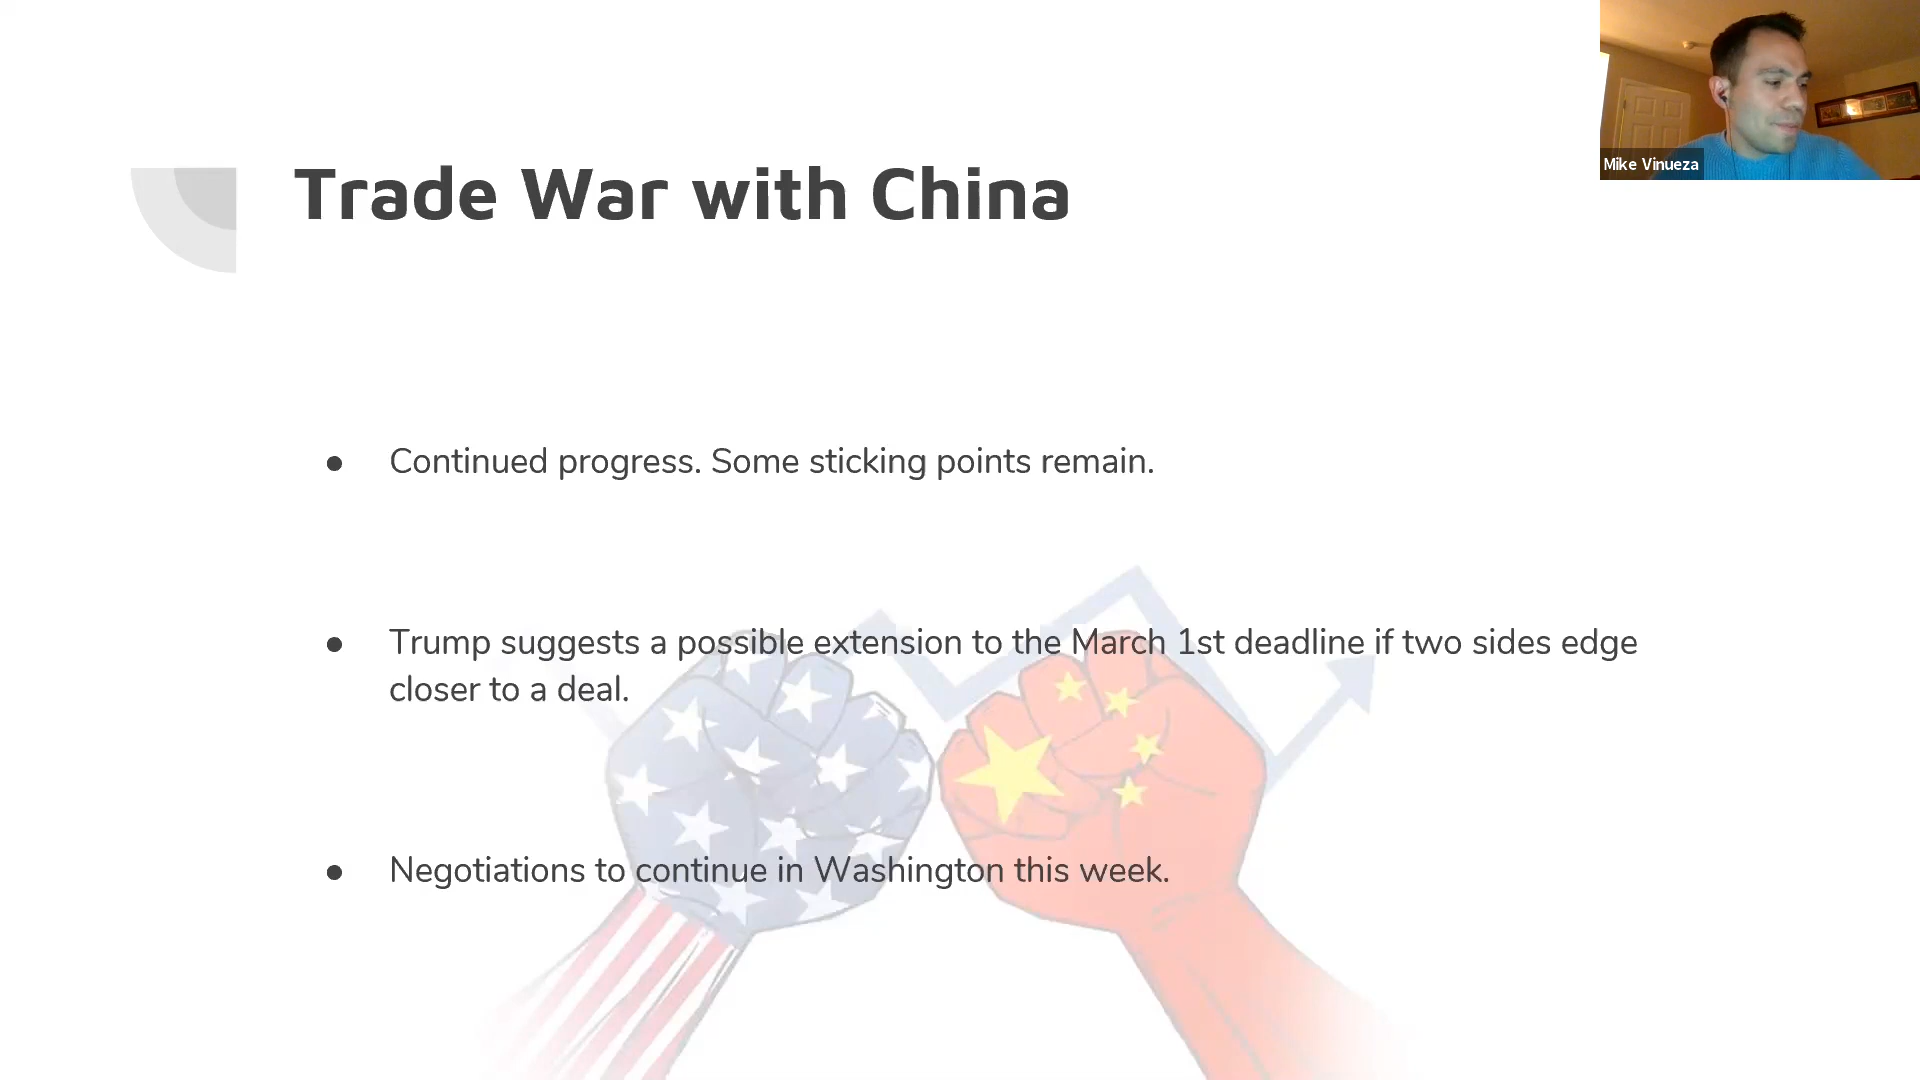 Mike Vinueza
Trade War with China
● Continued progress. Some sticking points remain.
● Trump suggests a possible extension to the March 1st deadline if two sides edge
closer to a deal.
● Negotiations to continue in Washington this week.